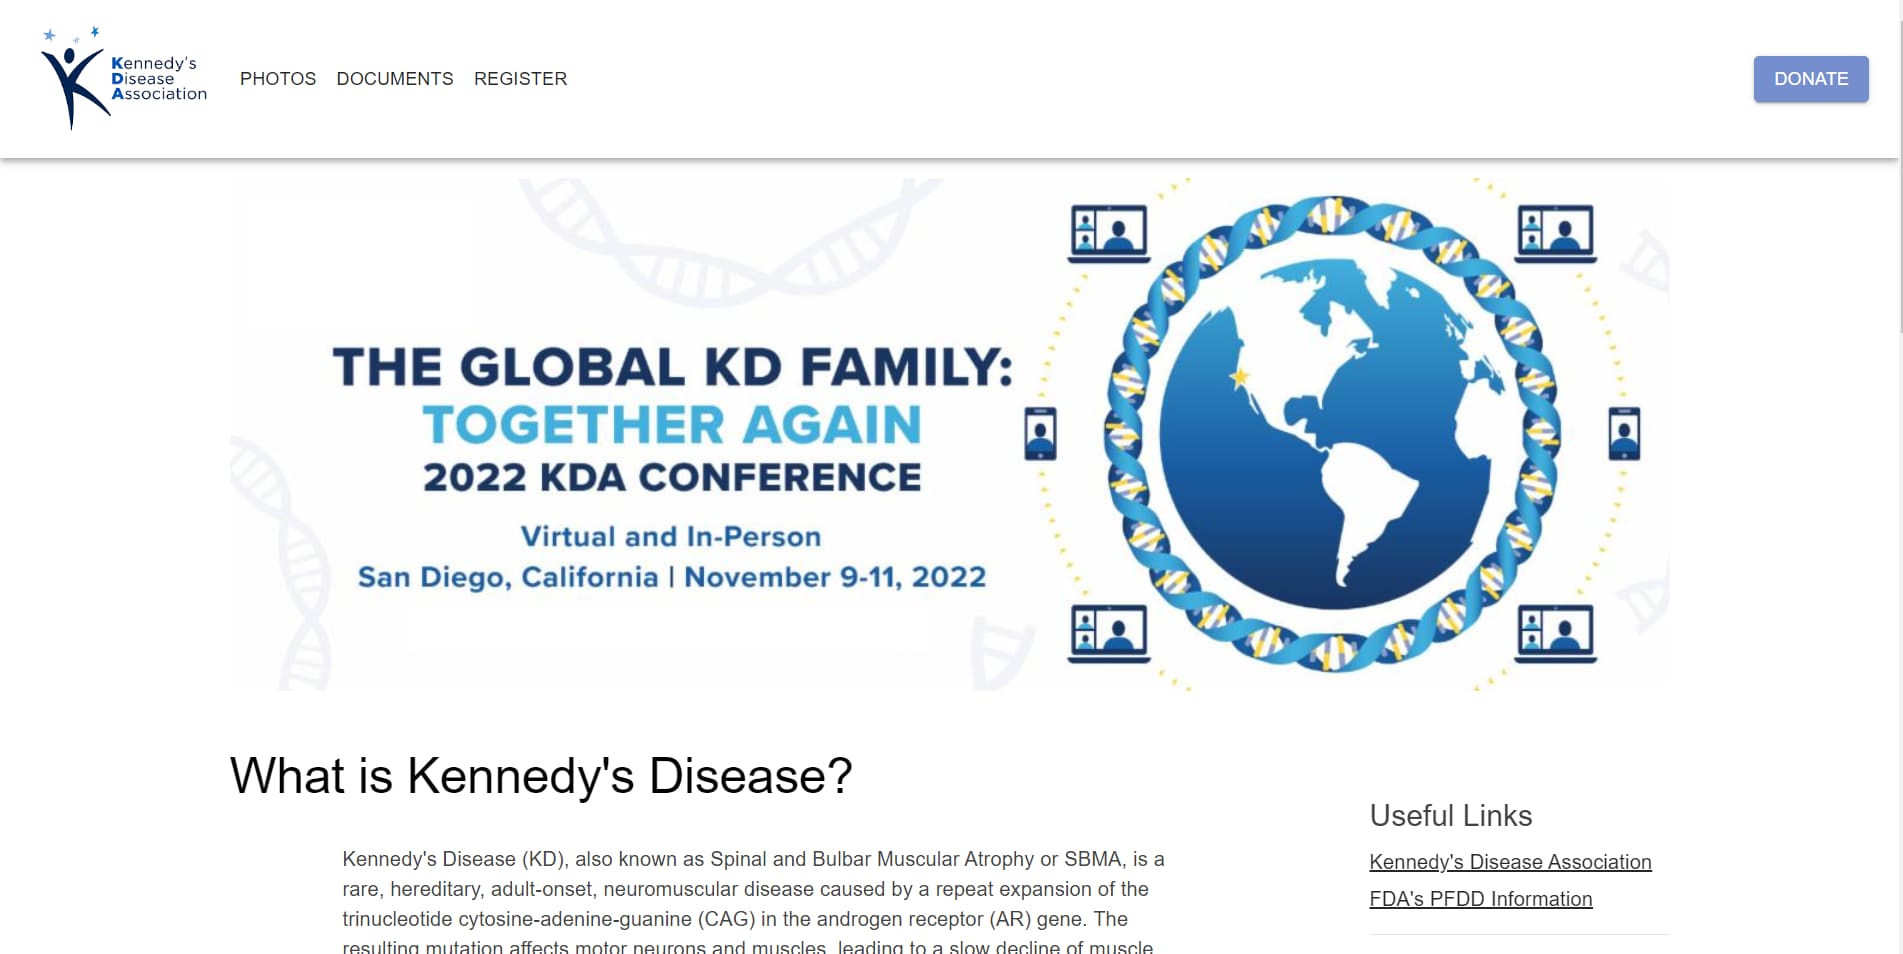 Kennedy's
Disease
Association
PHOTOS
DOCUMENTS
REGISTER
DONATE
THE GLOBAL KD FAMILY:
TOGETHER AGAIN
2022 KDA CONFERENCE
Virtual and In-Person
San Diego, California | November 9-11, 2022
What is Kennedy's Disease?
Kennedy's Disease (KD), also known as Spinal and Bulbar Muscular Atrophy or SBMA, is a
rare, hereditary, adult-onset, neuromuscular disease caused by a repeat expansion of the
trinucleotide cytosine-adenine-guanine (CAG) in the androgen receptor (AR) gene. The
resulting mutation affects motor neurons and muscles, leading to a slow decline of muscle
Useful Links
Kennedy's Disease Association
FDA's PFDD Information